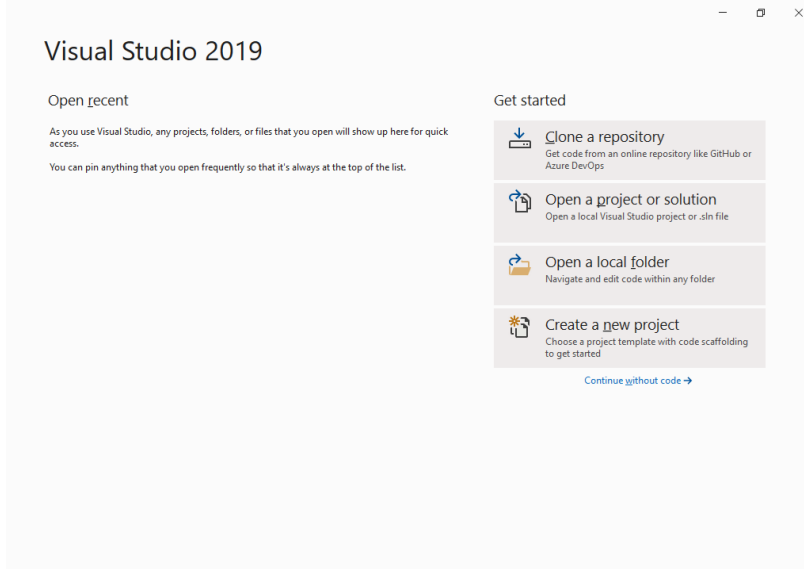 Visual Studio 2019
Open recent
As you use Visual Studio, any projects, folders, or files that you open will show up here for quick
access.
You can pin anything that you open frequently so that it's always at the top of the list.
Get started
Clone a repository
Get code from an online repository like GitHub or
Azure DevOps
Open a project or solution
Open a local Visual Studio project or .sln file
Open a local folder
Navigate and edit code within any folder
Create a new project
Choose a project template with code scaffolding
to get started
Continue without code →